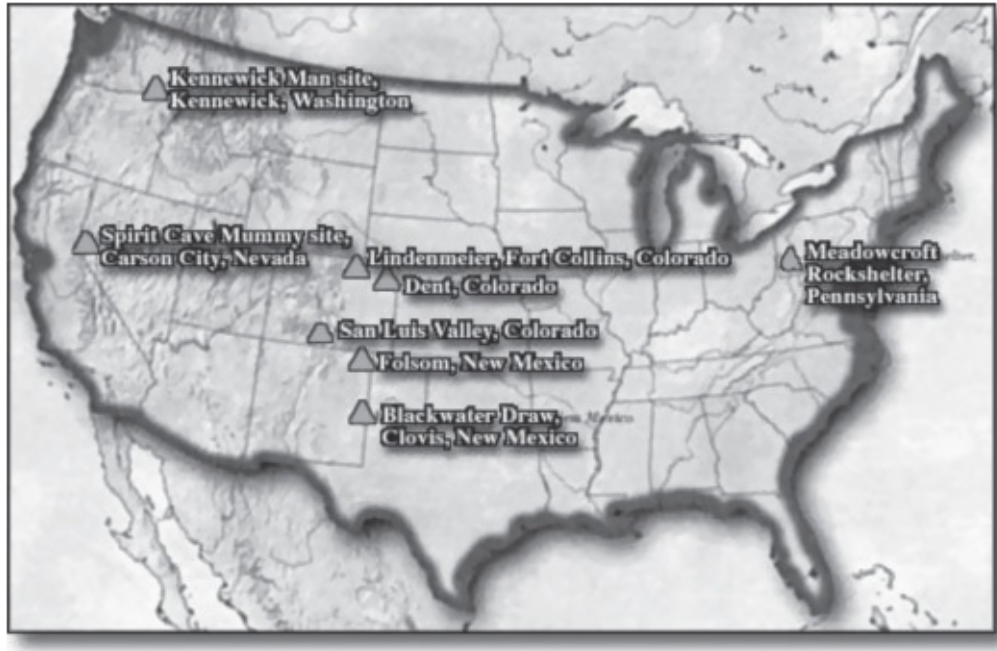 Kennewick Man site,
Kennewick, Washington
Spirit Cave Mummy site,
Carson City, Nevada
Lindenmeier, Fort Collins, Colorado
Dent, Colorado
Meadowcroft
Rockshelter,
Pennsylvania
San Luis Valley, Colorado
Folsom, New Mexico
Blackwater Draw,
Clovis, New Mexico
Mexico